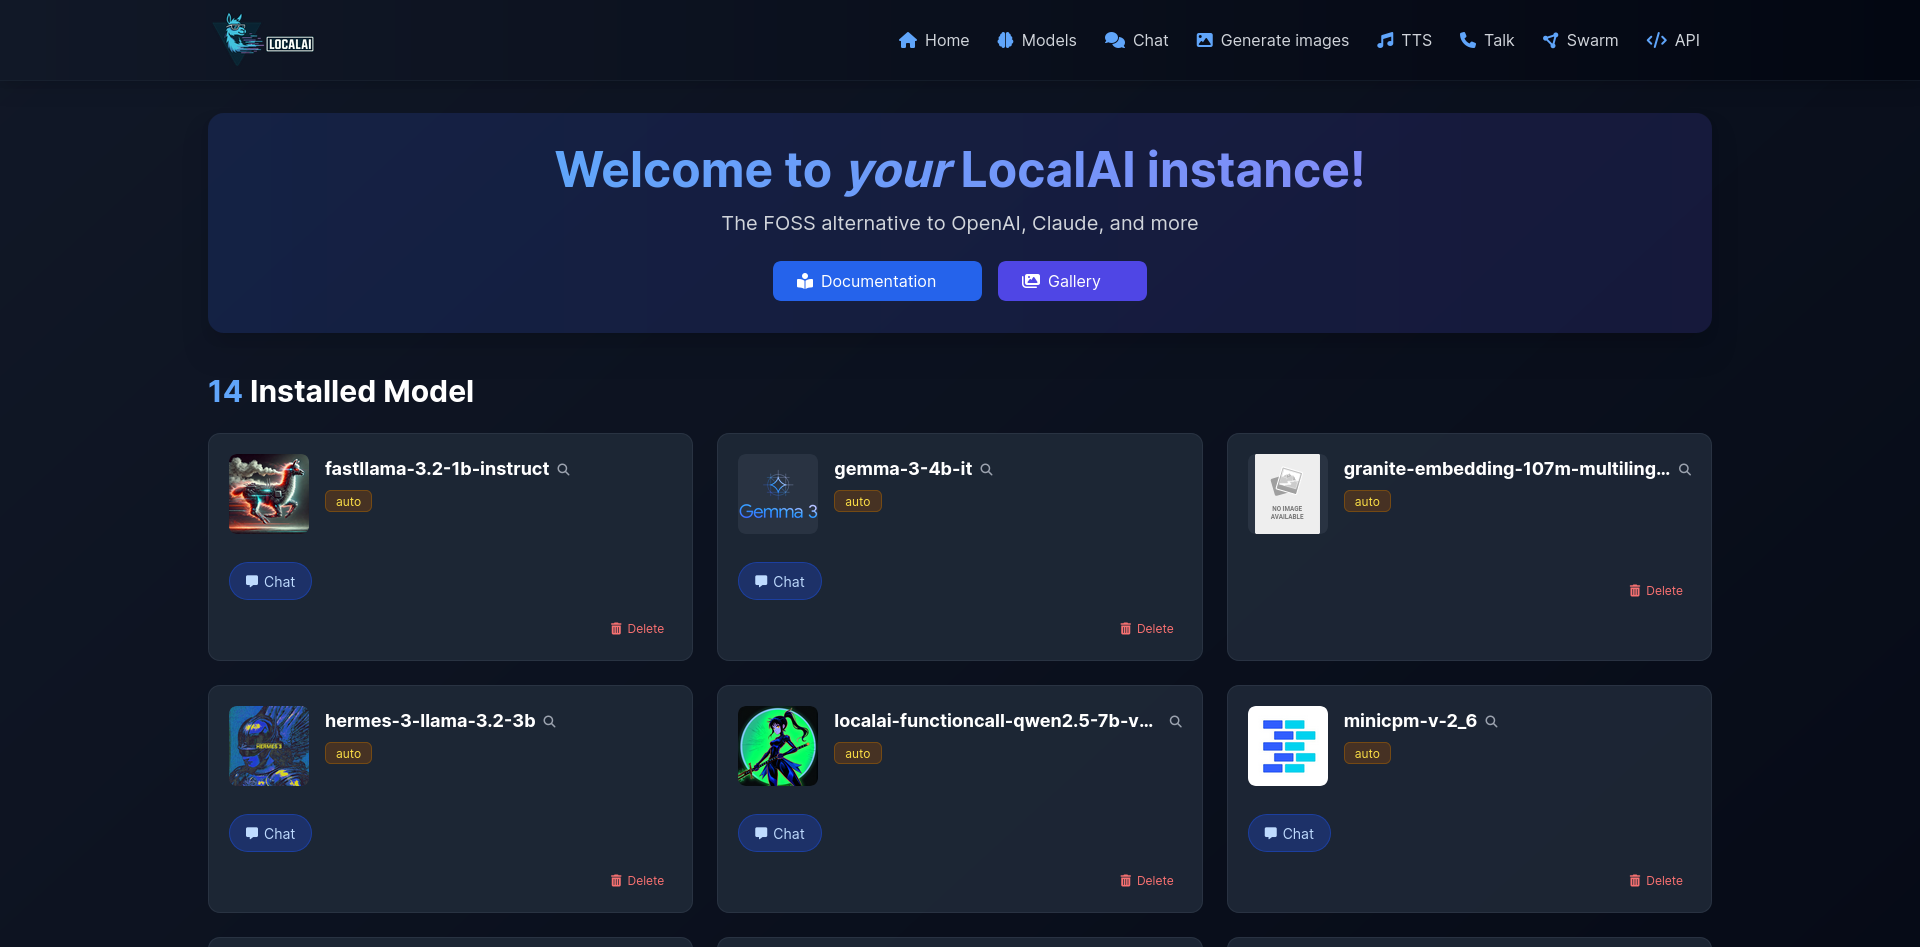 LOCALAI
Home Models Chat Generate images TTS Talk Swarm API
Welcome to your LocalAI instance!
The FOSS alternative to OpenAI, Claude, and more
Documentation Gallery
14 Installed Model
fastllama-3.2-1b-instruct
auto
Chat
Delete
Gemma 3
gemma-3-4b-it
auto
Chat
Delete
NO IMAGE
AVAILABLE
granite-embedding-107m-multiling...
auto
Delete
HERMES 3
hermes-3-llama-3.2-3b
auto
Chat
Delete
localai-functioncall-qwen2.5-7b-v...
auto
Chat
Delete
minicpm-v-2_6
auto
Chat
Delete